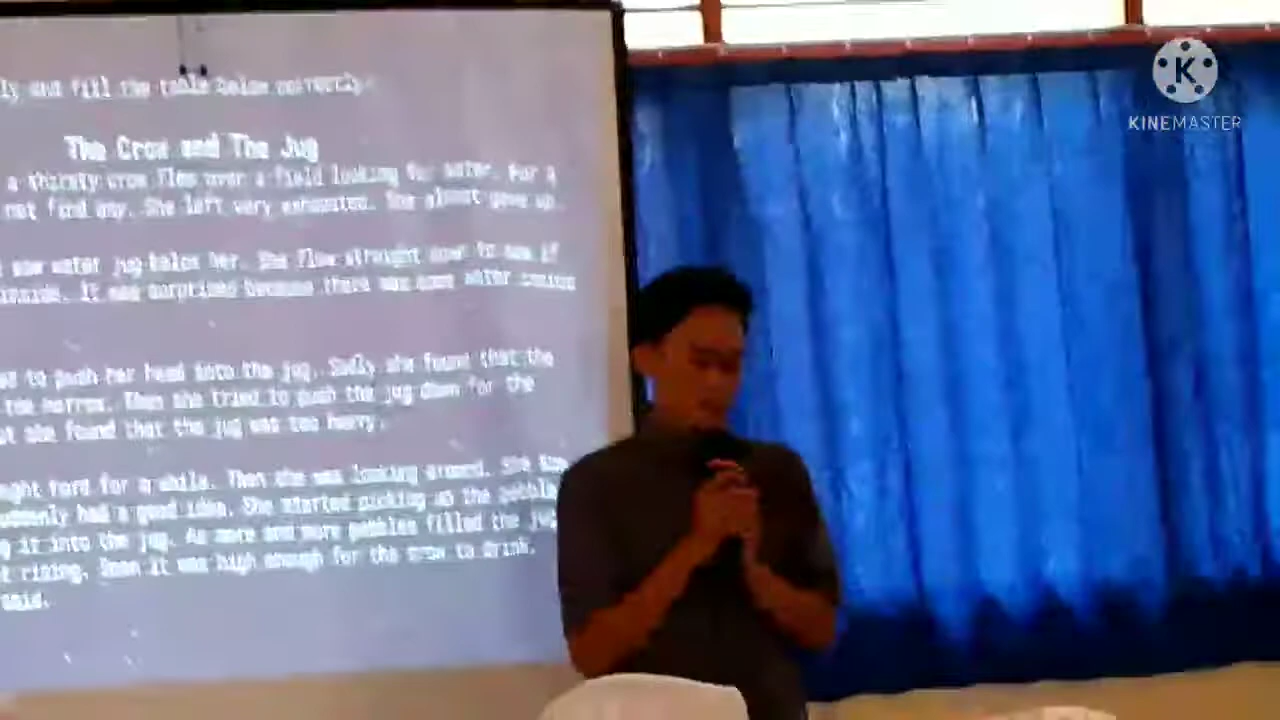 ly and fill the table below correctly.
The Crow and The Jug
a thirsty crow flew over a field looking for water. For a
not find any. She left very exhausted. She almost gave up.
saw water jug below her. She flew straight down to see if
inside. It was surprised because there was some water inside
to push her head into the jug. Sadly she found that the
too narrow. Then she tried to push the jug down for the
she found that the jug was too heavy.
ght hard for a while. Then she was looking around. She
uddenly had a good idea. She started picking up the pebble
g it into the jug. As more and more pebbles filled the jug
t rising. Soon it was high enough for the crow to drink.
said.
K
KINEMASTER